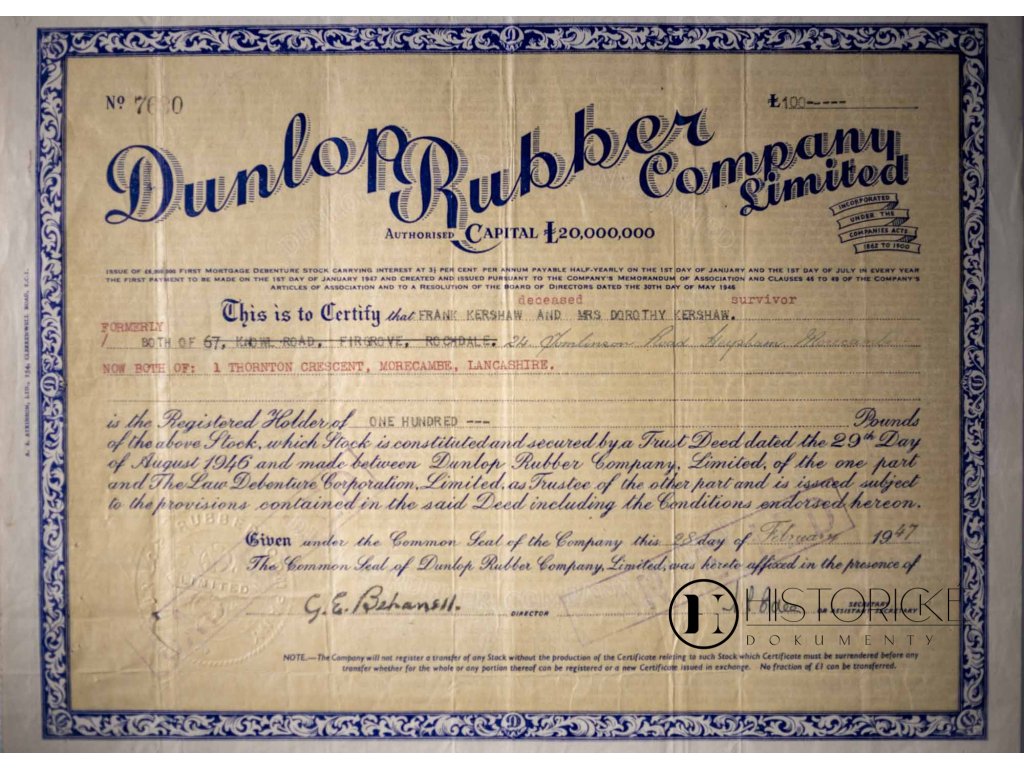 Nº 7630 £100-----
Dunlop Rubber Company Limited
INCORPORATED UNDER THE COMPANIES ACTS 1862 TO 1900
AUTHORISED CAPITAL £20,000,000
ISSUE OF £6,000,000 FIRST MORTGAGE DEBENTURE STOCK CARRYING INTEREST AT 3½ PER CENT. PER ANNUM PAYABLE HALF-YEARLY ON THE 1ST DAY OF JANUARY AND THE 1ST DAY OF JULY IN EVERY YEAR
THE FIRST PAYMENT TO BE MADE ON THE 1ST DAY OF JANUARY 1947 AND CREATED AND ISSUED PURSUANT TO THE COMPANY'S MEMORANDUM OF ASSOCIATION AND CLAUSES 45 TO 49 OF THE COMPANY'S
ARTICLES OF ASSOCIATION AND TO A RESOLUTION OF THE BOARD OF DIRECTORS DATED THE 30TH DAY OF MAY 1946
deceased survivor
This is to Certify that FRANK KERSHAW AND MRS DOROTHY KERSHAW.
FORMERLY
BOTH OF 67, KNOWL ROAD, FIRGROVE, ROCHDALE. 24 Tomlinson Road Heysham Morecambe
NOW BOTH OF: 1 THORNTON CRESCENT, MORECAMBE, LANCASHIRE.
is the Registered Holder of ONE HUNDRED --- Pounds
of the above Stock, which Stock is constituted and secured by a Trust Deed dated the 29th Day
of August 1946 and made between Dunlop Rubber Company, Limited, of the one part
and The Law Debenture Corporation, Limited, as Trustee of the other part and is issued subject
to the provisions contained in the said Deed including the Conditions endorsed hereon.
Given under the Common Seal of the Company this 28 day of February 1947
The Common Seal of Dunlop Rubber Company, Limited, was hereto affixed in the presence of
DIRECTOR
SECRETARY
OR ASSISTANT SECRETARY
NOTE.—The Company will not register a transfer of any Stock without the production of the Certificate relating to such Stock which Certificate must be surrendered before any
transfer whether for the whole or any portion thereof can be registered or a new Certificate issued in exchange. No fraction of £1 can be transferred.
RUBBER
LIMITED
HISTORICKÉ
DOKUMENTY